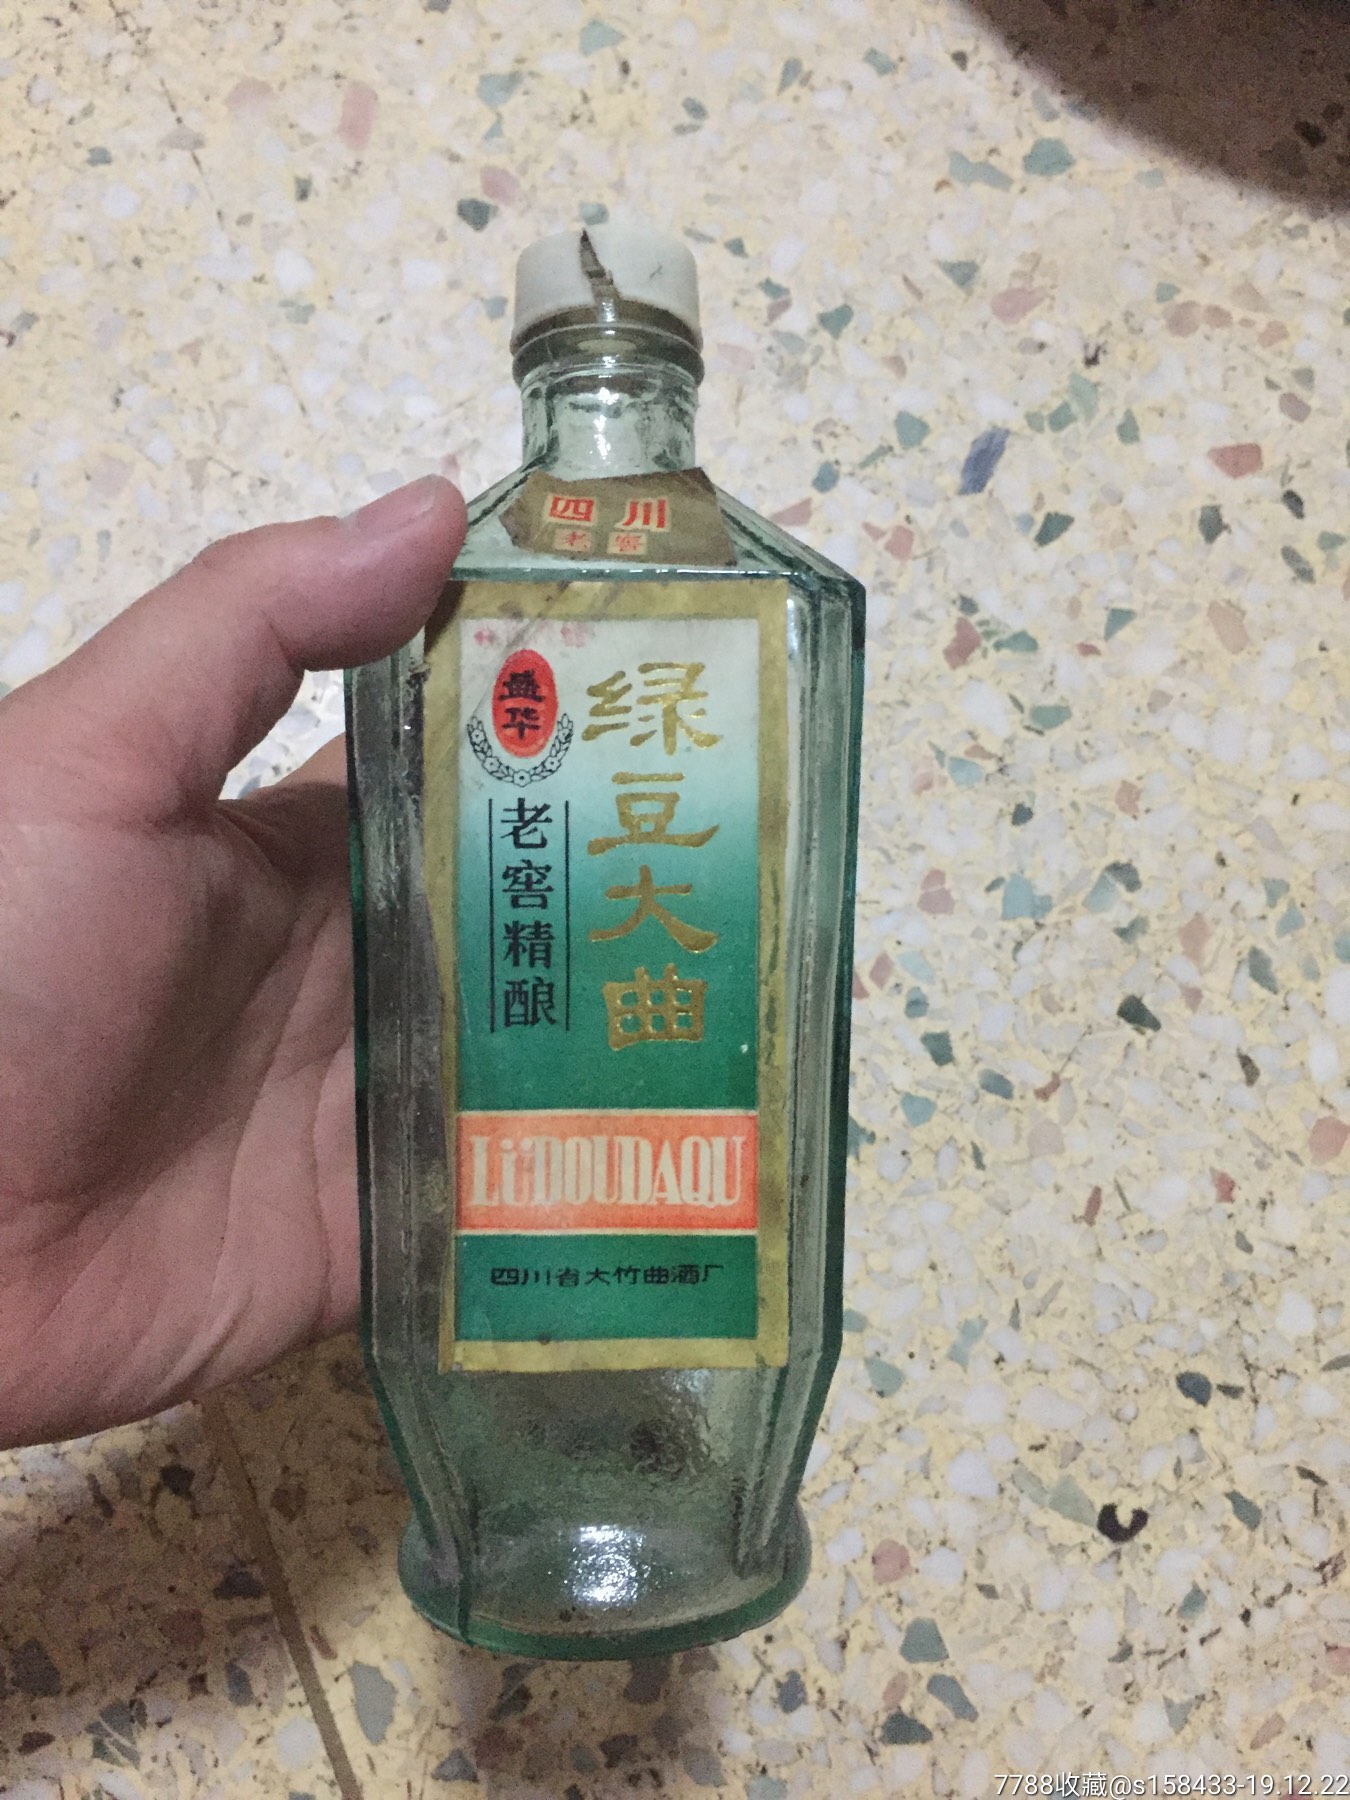 四川
老窖
盛华
绿豆大曲
老窖精酿
LÜDOUDAQU
四川省大竹曲酒厂
7788收藏@s158433-19.12.22